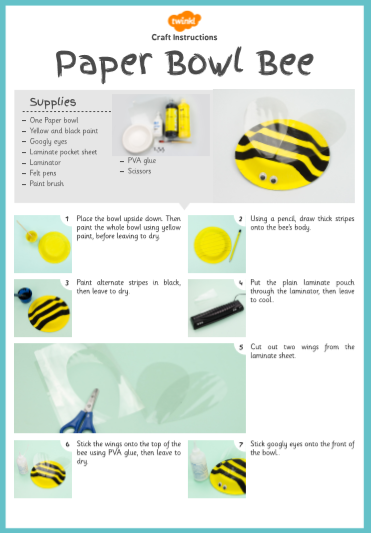 twinkl
Craft Instructions
Paper Bowl Bee
Supplies
– One Paper bowl
– Yellow and black paint
– Googly eyes
– Laminate pocket sheet
– Laminator
– Felt pens
– Paint brush
– PVA glue
– Scissors
1 Place the bowl upside down. Then
paint the whole bowl using yellow
paint, before leaving to dry.
2 Using a pencil, draw thick stripes
onto the bee's body.
3 Paint alternate stripes in black,
then leave to dry.
4 Put the plain laminate pouch
through the laminator, then leave
to cool.
5 Cut out two wings from the
laminate sheet.
6 Stick the wings onto the top of the
bee using PVA glue, then leave to
dry.
7 Stick googly eyes onto the front of
the bowl.